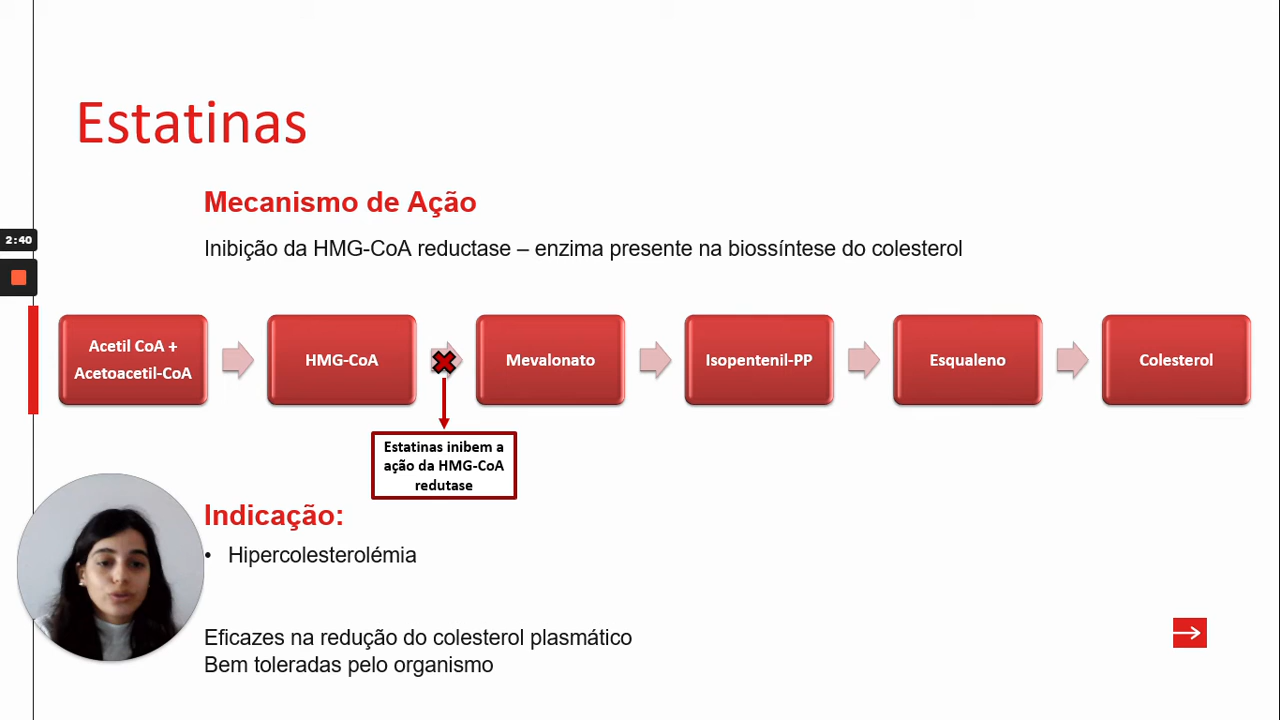 Estatinas
Mecanismo de Ação
Inibição da HMG-CoA reductase – enzima presente na biossíntese do colesterol
2:40
Acetil CoA +
Acetoacetil-CoA
HMG-CoA
Mevalonato
Isopentenil-PP
Esqualeno
Colesterol
Estatinas inibem a
ação da HMG-CoA
redutase
Indicação:
• Hipercolesterolémia
Eficazes na redução do colesterol plasmático
Bem toleradas pelo organismo